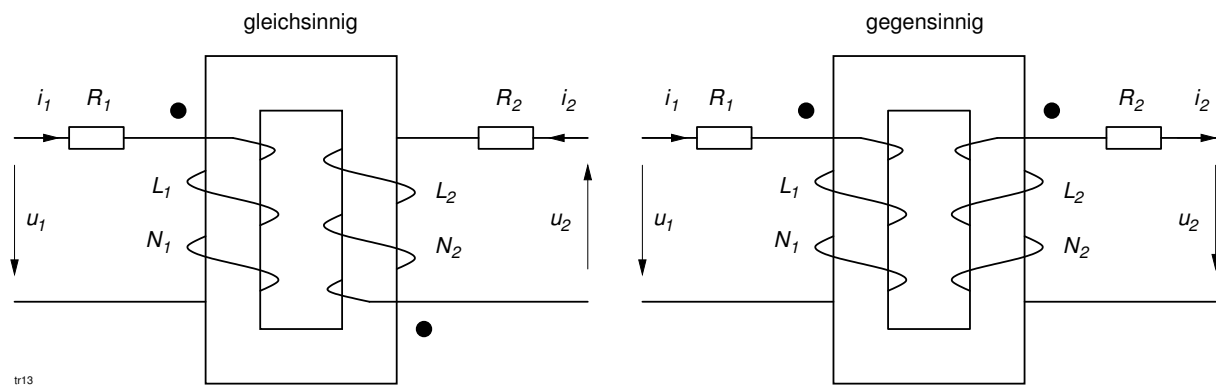 gleichsinnig
gegensinnig
i1 R1 R2 i2
i1 R1 R2 i2
L1 L2
L1 L2
u1 u2
u1 u2
N1 N2
N1 N2
tr13